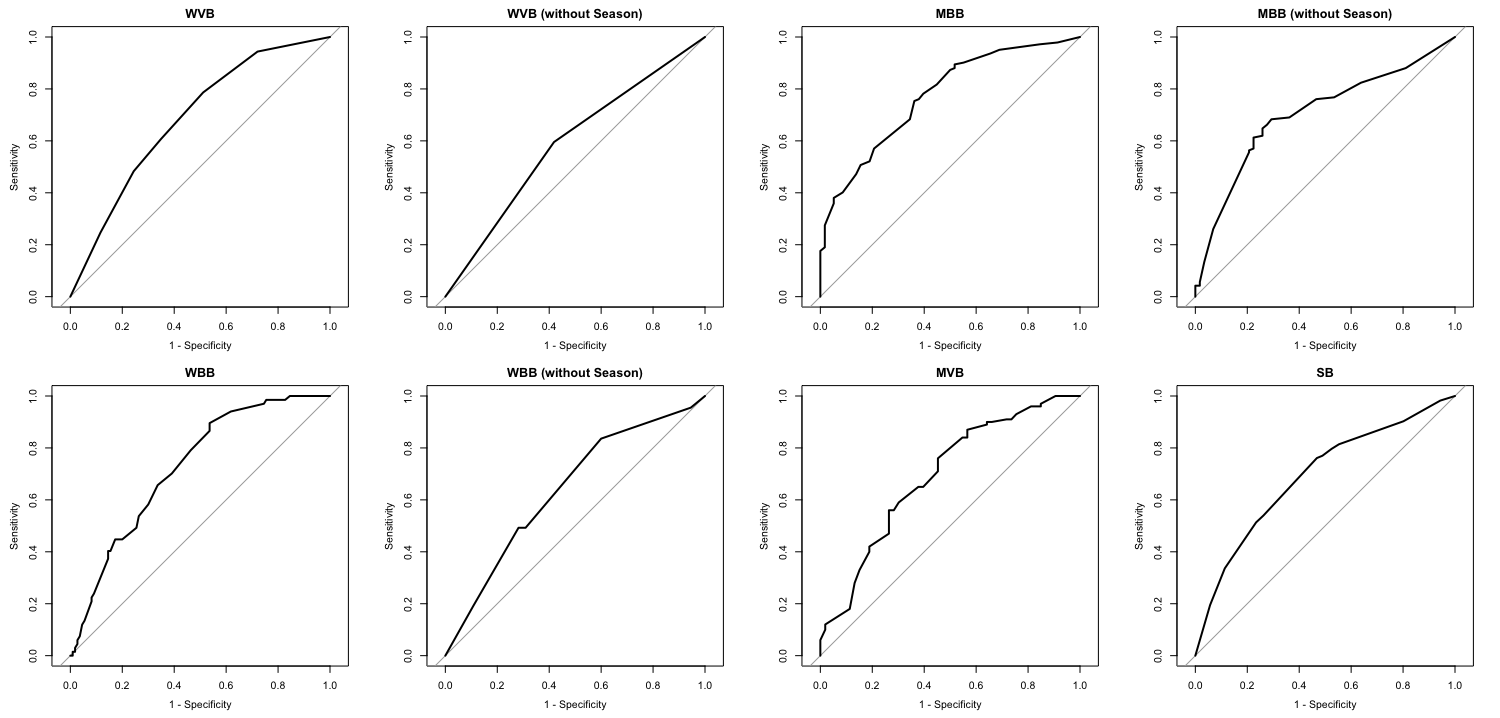 WVB
WVB (without Season)
MBB
MBB (without Season)
Sensitivity
0.0 0.2 0.4 0.6 0.8 1.0
0.0 0.2 0.4 0.6 0.8 1.0
1 - Specificity
Sensitivity
0.0 0.2 0.4 0.6 0.8 1.0
0.0 0.2 0.4 0.6 0.8 1.0
1 - Specificity
Sensitivity
0.0 0.2 0.4 0.6 0.8 1.0
0.0 0.2 0.4 0.6 0.8 1.0
1 - Specificity
Sensitivity
0.0 0.2 0.4 0.6 0.8 1.0
0.0 0.2 0.4 0.6 0.8 1.0
1 - Specificity
WBB
WBB (without Season)
MVB
SB
Sensitivity
0.0 0.2 0.4 0.6 0.8 1.0
0.0 0.2 0.4 0.6 0.8 1.0
1 - Specificity
Sensitivity
0.0 0.2 0.4 0.6 0.8 1.0
0.0 0.2 0.4 0.6 0.8 1.0
1 - Specificity
Sensitivity
0.0 0.2 0.4 0.6 0.8 1.0
0.0 0.2 0.4 0.6 0.8 1.0
1 - Specificity
Sensitivity
0.0 0.2 0.4 0.6 0.8 1.0
0.0 0.2 0.4 0.6 0.8 1.0
1 - Specificity